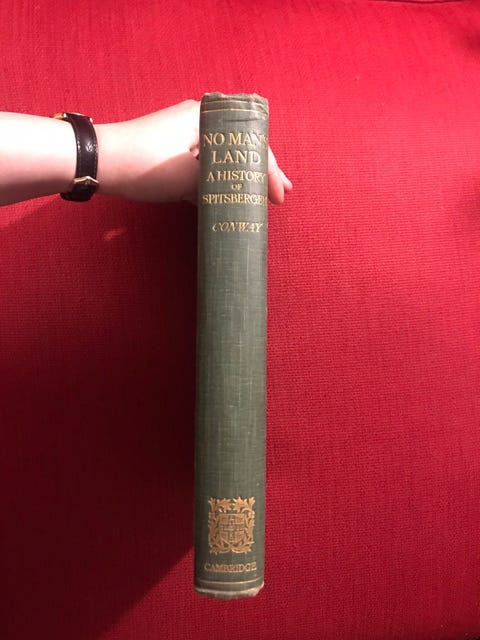 NO MAN'S
LAND
A HISTORY
OF
SPITSBERGEN
CONWAY
CAMBRIDGE